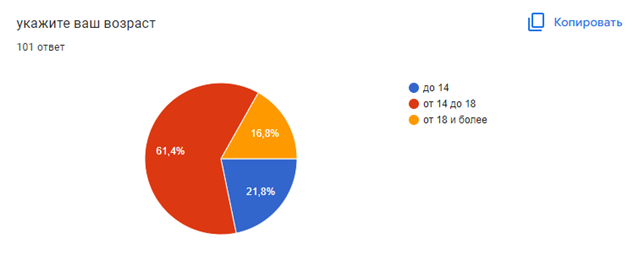 укажите ваш возраст
Копировать
101 ответ
до 14
от 14 до 18
от 18 и более
16,8%
61,4%
21,8%